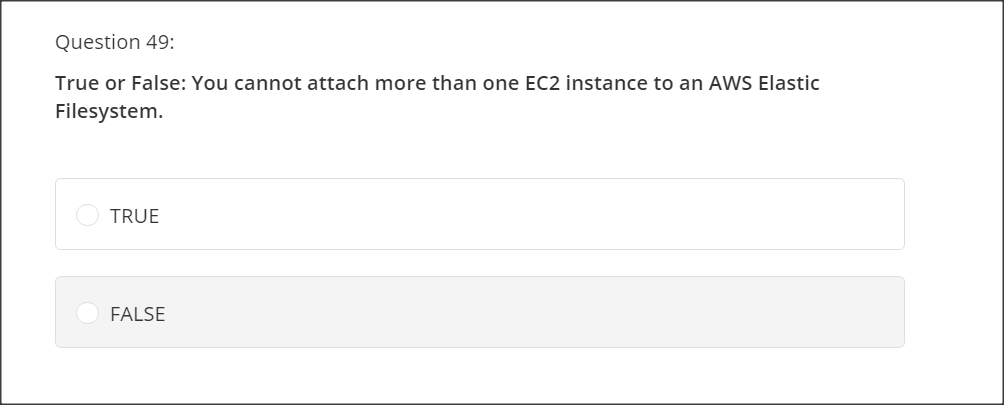 Question 49:
True or False: You cannot attach more than one EC2 instance to an AWS Elastic
Filesystem.
TRUE
FALSE